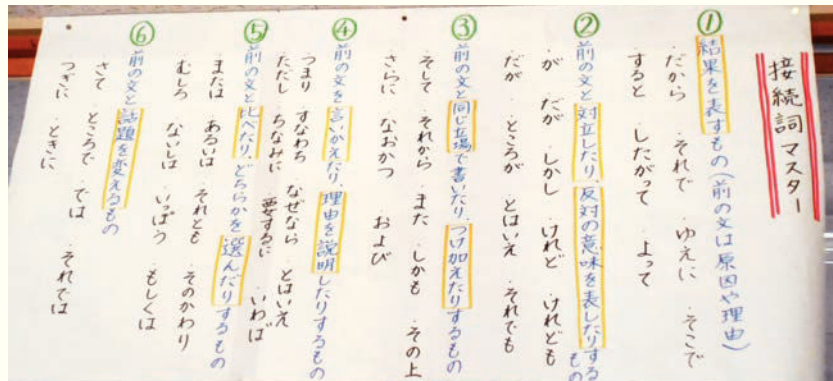 接続詞マスター
① 結果を表すもの（前の文は原因や理由）
・だから ・それで ・ゆえに ・そこで
・すると ・したがって ・よって
② 前の文と対立したり、反対の意味を表したりするもの
・が ・だが ・しかし ・けれど ・けれども
・だが ・ところが ・とはいえ ・それでも
③ 前の文と同じ立場で書いたり、つけ加えたりするもの
・そして ・それから ・また ・しかも ・その上
・さらに ・なおかつ ・および
④ 前の文を言いかえたり、理由を説明したりするもの
・つまり ・すなわち ・なぜなら ・とはいえ
・ただし ・ちなみに ・要するに ・いわば
⑤ 前の文と比べたり、どちらかを選んだりするもの
・または ・あるいは ・それとも ・そのかわり
・むしろ ・ないしは ・いっぽう ・もしくは
⑥ 前の文と話題を変えるもの
・さて ・ところで ・では ・それでは
・つぎに ・ときに